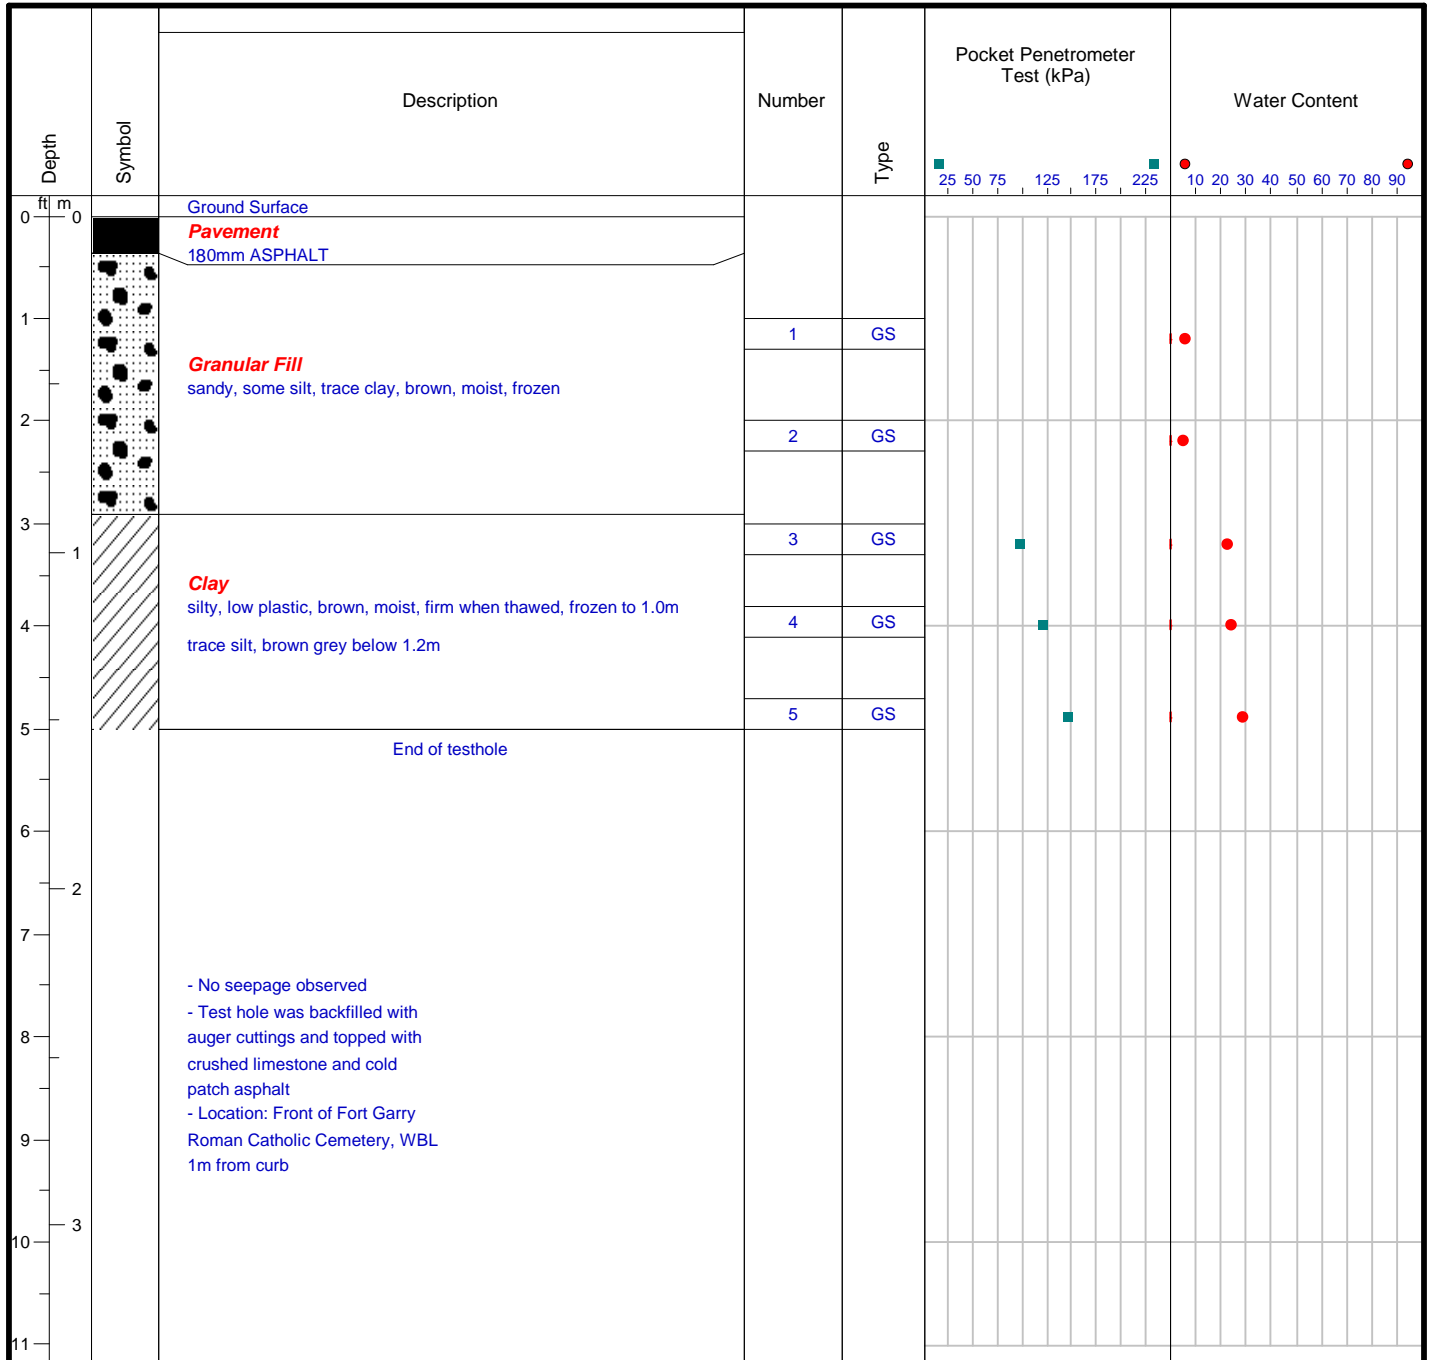 Depth
Symbol
Description
Number
Type
Pocket Penetrometer
Test (kPa)
Water Content
25 50 75 125 175 225
10 20 30 40 50 60 70 80 90
ft m
Ground Surface
0 0
Pavement
180mm ASPHALT
1
1 GS
Granular Fill
sandy, some silt, trace clay, brown, moist, frozen
2
2 GS
3
3 GS
1
Clay
silty, low plastic, brown, moist, firm when thawed, frozen to 1.0m
4
4 GS
trace silt, brown grey below 1.2m
5 GS
5
End of testhole
6
2
7
- No seepage observed
- Test hole was backfilled with
8
auger cuttings and topped with
crushed limestone and cold
patch asphalt
- Location: Front of Fort Garry
9
Roman Catholic Cemetery, WBL
1m from curb
3
10
11